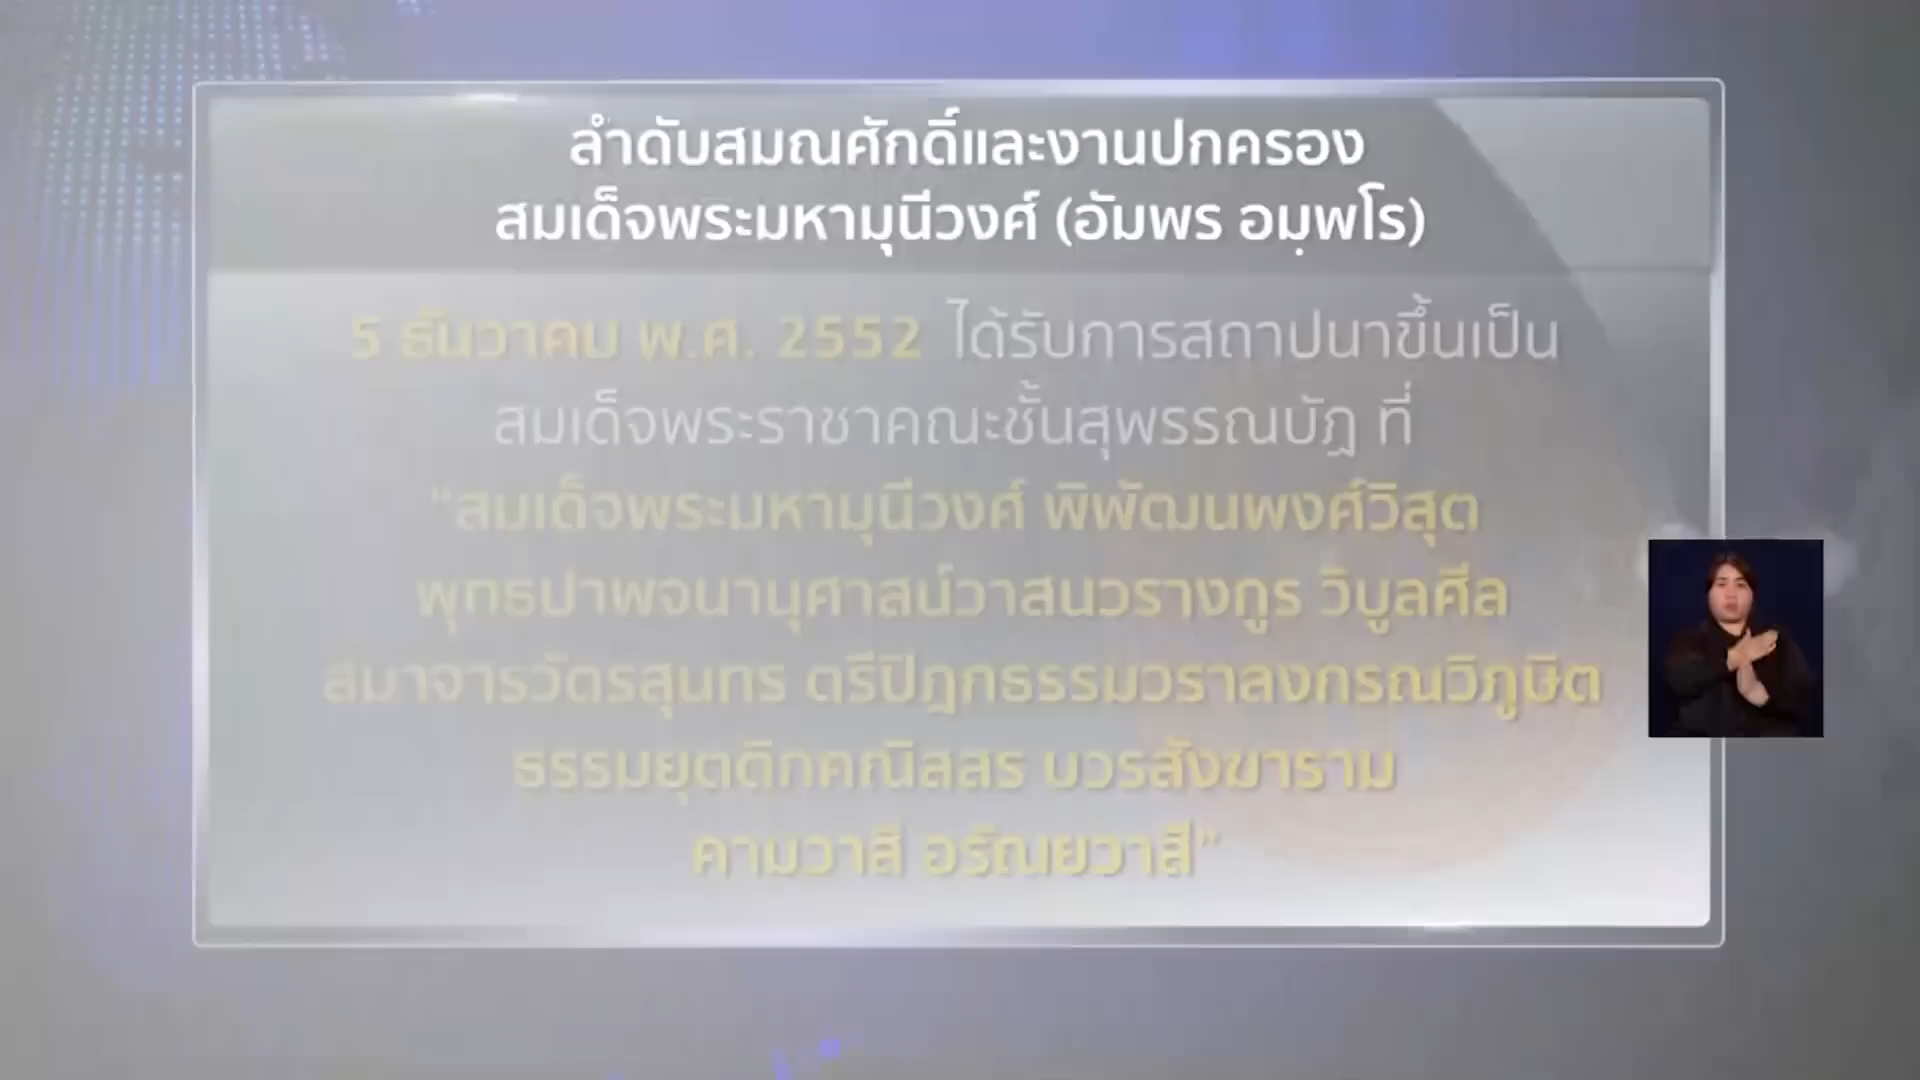 ลำดับสมณศักดิ์และงานปกครอง
สมเด็จพระมหามุนีวงศ์ (อัมพร อมฺพโร)
5 ธันวาคม พ.ศ. 2552 ได้รับการสถาปนาขึ้นเป็น
สมเด็จพระราชาคณะชั้นสุพรรณบัฏ ที่
"สมเด็จพระมหามุนีวงศ์ พิพัฒนพงศ์วิสุต
พุทธปาพจนานุศาสน์วาสนวรางกูร วิบูลศีล
สมาจารวัตรสุนทร ตรีปิฎกธรรมวราลงกรณวิภูษิต
ธรรมยุตติกคณิสสร บวรสังฆาราม
คามวาสี อรัณยวาสี"